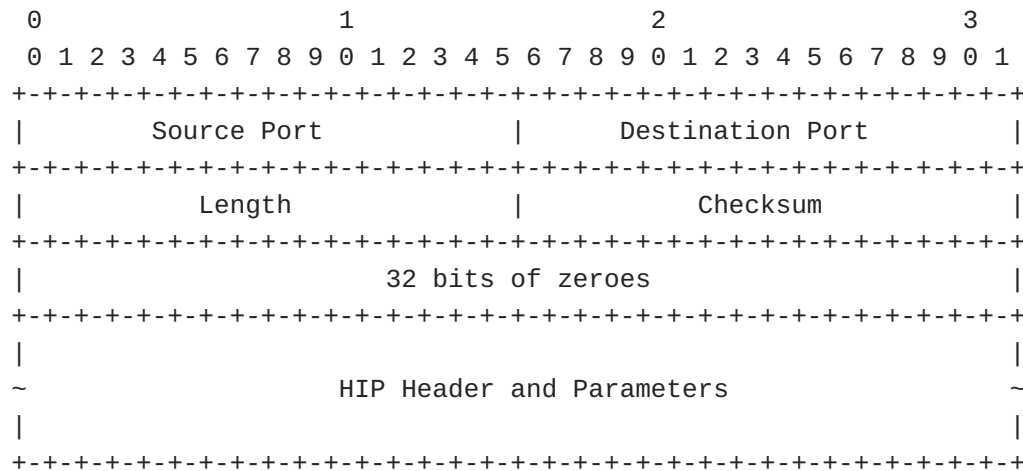 0                   1                   2                   3
 0 1 2 3 4 5 6 7 8 9 0 1 2 3 4 5 6 7 8 9 0 1 2 3 4 5 6 7 8 9 0 1
+-+-+-+-+-+-+-+-+-+-+-+-+-+-+-+-+-+-+-+-+-+-+-+-+-+-+-+-+-+-+-+-+
|        Source Port            |      Destination Port         |
+-+-+-+-+-+-+-+-+-+-+-+-+-+-+-+-+-+-+-+-+-+-+-+-+-+-+-+-+-+-+-+-+
|           Length              |           Checksum            |
+-+-+-+-+-+-+-+-+-+-+-+-+-+-+-+-+-+-+-+-+-+-+-+-+-+-+-+-+-+-+-+-+
|                       32 bits of zeroes                       |
+-+-+-+-+-+-+-+-+-+-+-+-+-+-+-+-+-+-+-+-+-+-+-+-+-+-+-+-+-+-+-+-+
|                                                               |
~                    HIP Header and Parameters                  ~
|                                                               |
+-+-+-+-+-+-+-+-+-+-+-+-+-+-+-+-+-+-+-+-+-+-+-+-+-+-+-+-+-+-+-+-+